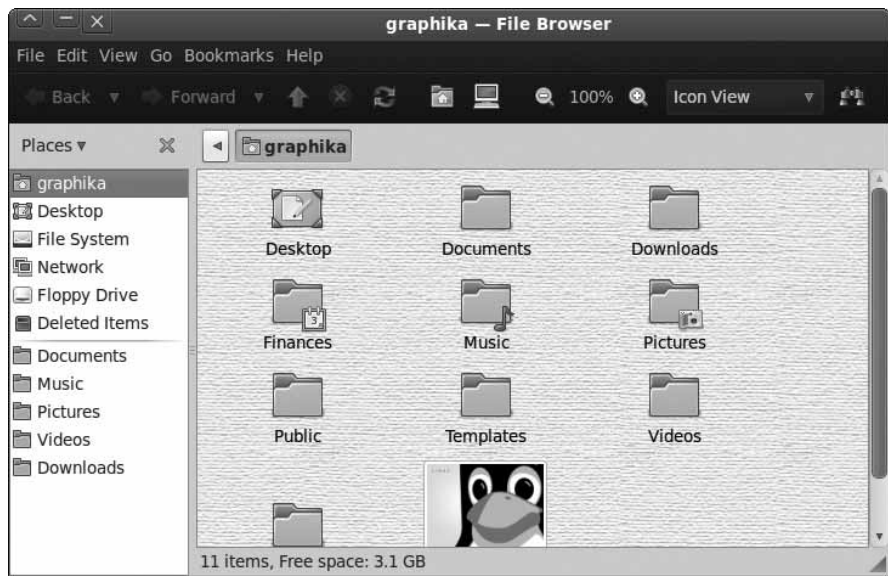 graphika — File Browser
File Edit View Go Bookmarks Help
Back Forward 100% Icon View
Places graphika
graphika
Desktop
File System
Network
Floppy Drive
Deleted Items
Documents
Music
Pictures
Videos
Downloads
Desktop Documents Downloads
Finances Music Pictures
Public Templates Videos
11 items, Free space: 3.1 GB